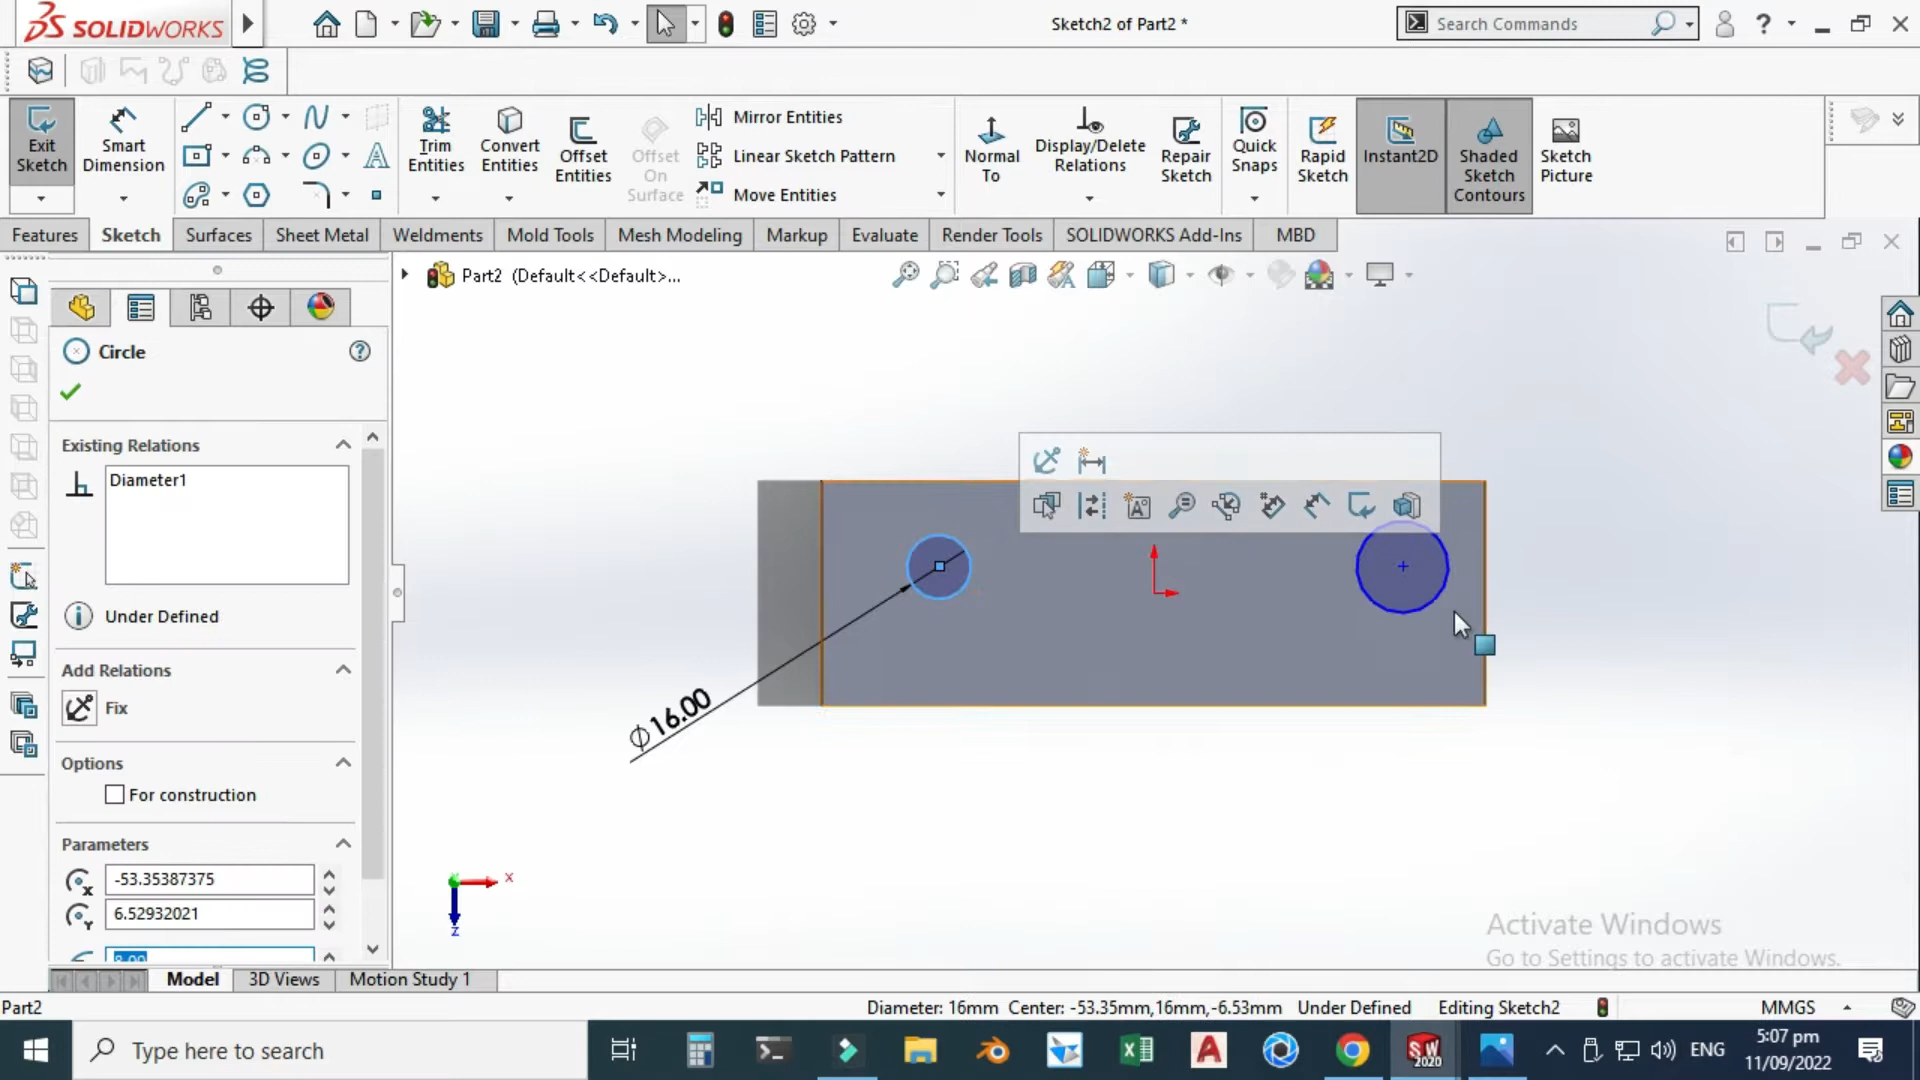 SOLIDWORKS
Sketch2 of Part2 *
Search Commands
?
Exit Sketch
Smart Dimension
Trim Entities
Convert Entities
Offset Entities
Offset On Surface
Mirror Entities
Linear Sketch Pattern
Move Entities
Normal To
Display/Delete Relations
Repair Sketch
Quick Snaps
Rapid Sketch
Instant2D
Shaded Sketch Contours
Sketch Picture
Features Sketch Surfaces Sheet Metal Weldments Mold Tools Mesh Modeling Markup Evaluate Render Tools SOLIDWORKS Add-Ins MBD
Part2 (Default<<Default>...
Circle
Existing Relations
Diameter1
Under Defined
Add Relations
Fix
Options
For construction
Parameters
-53.35387375
6.52932021
8.00
Φ16.00
x
z
Activate Windows
Go to Settings to activate Windows.
Model 3D Views Motion Study 1
Part2 Diameter: 16mm Center: -53.35mm,16mm,-6.53mm Under Defined Editing Sketch2 MMGS
Type here to search
SW 2020
ENG
5:07 pm
11/09/2022